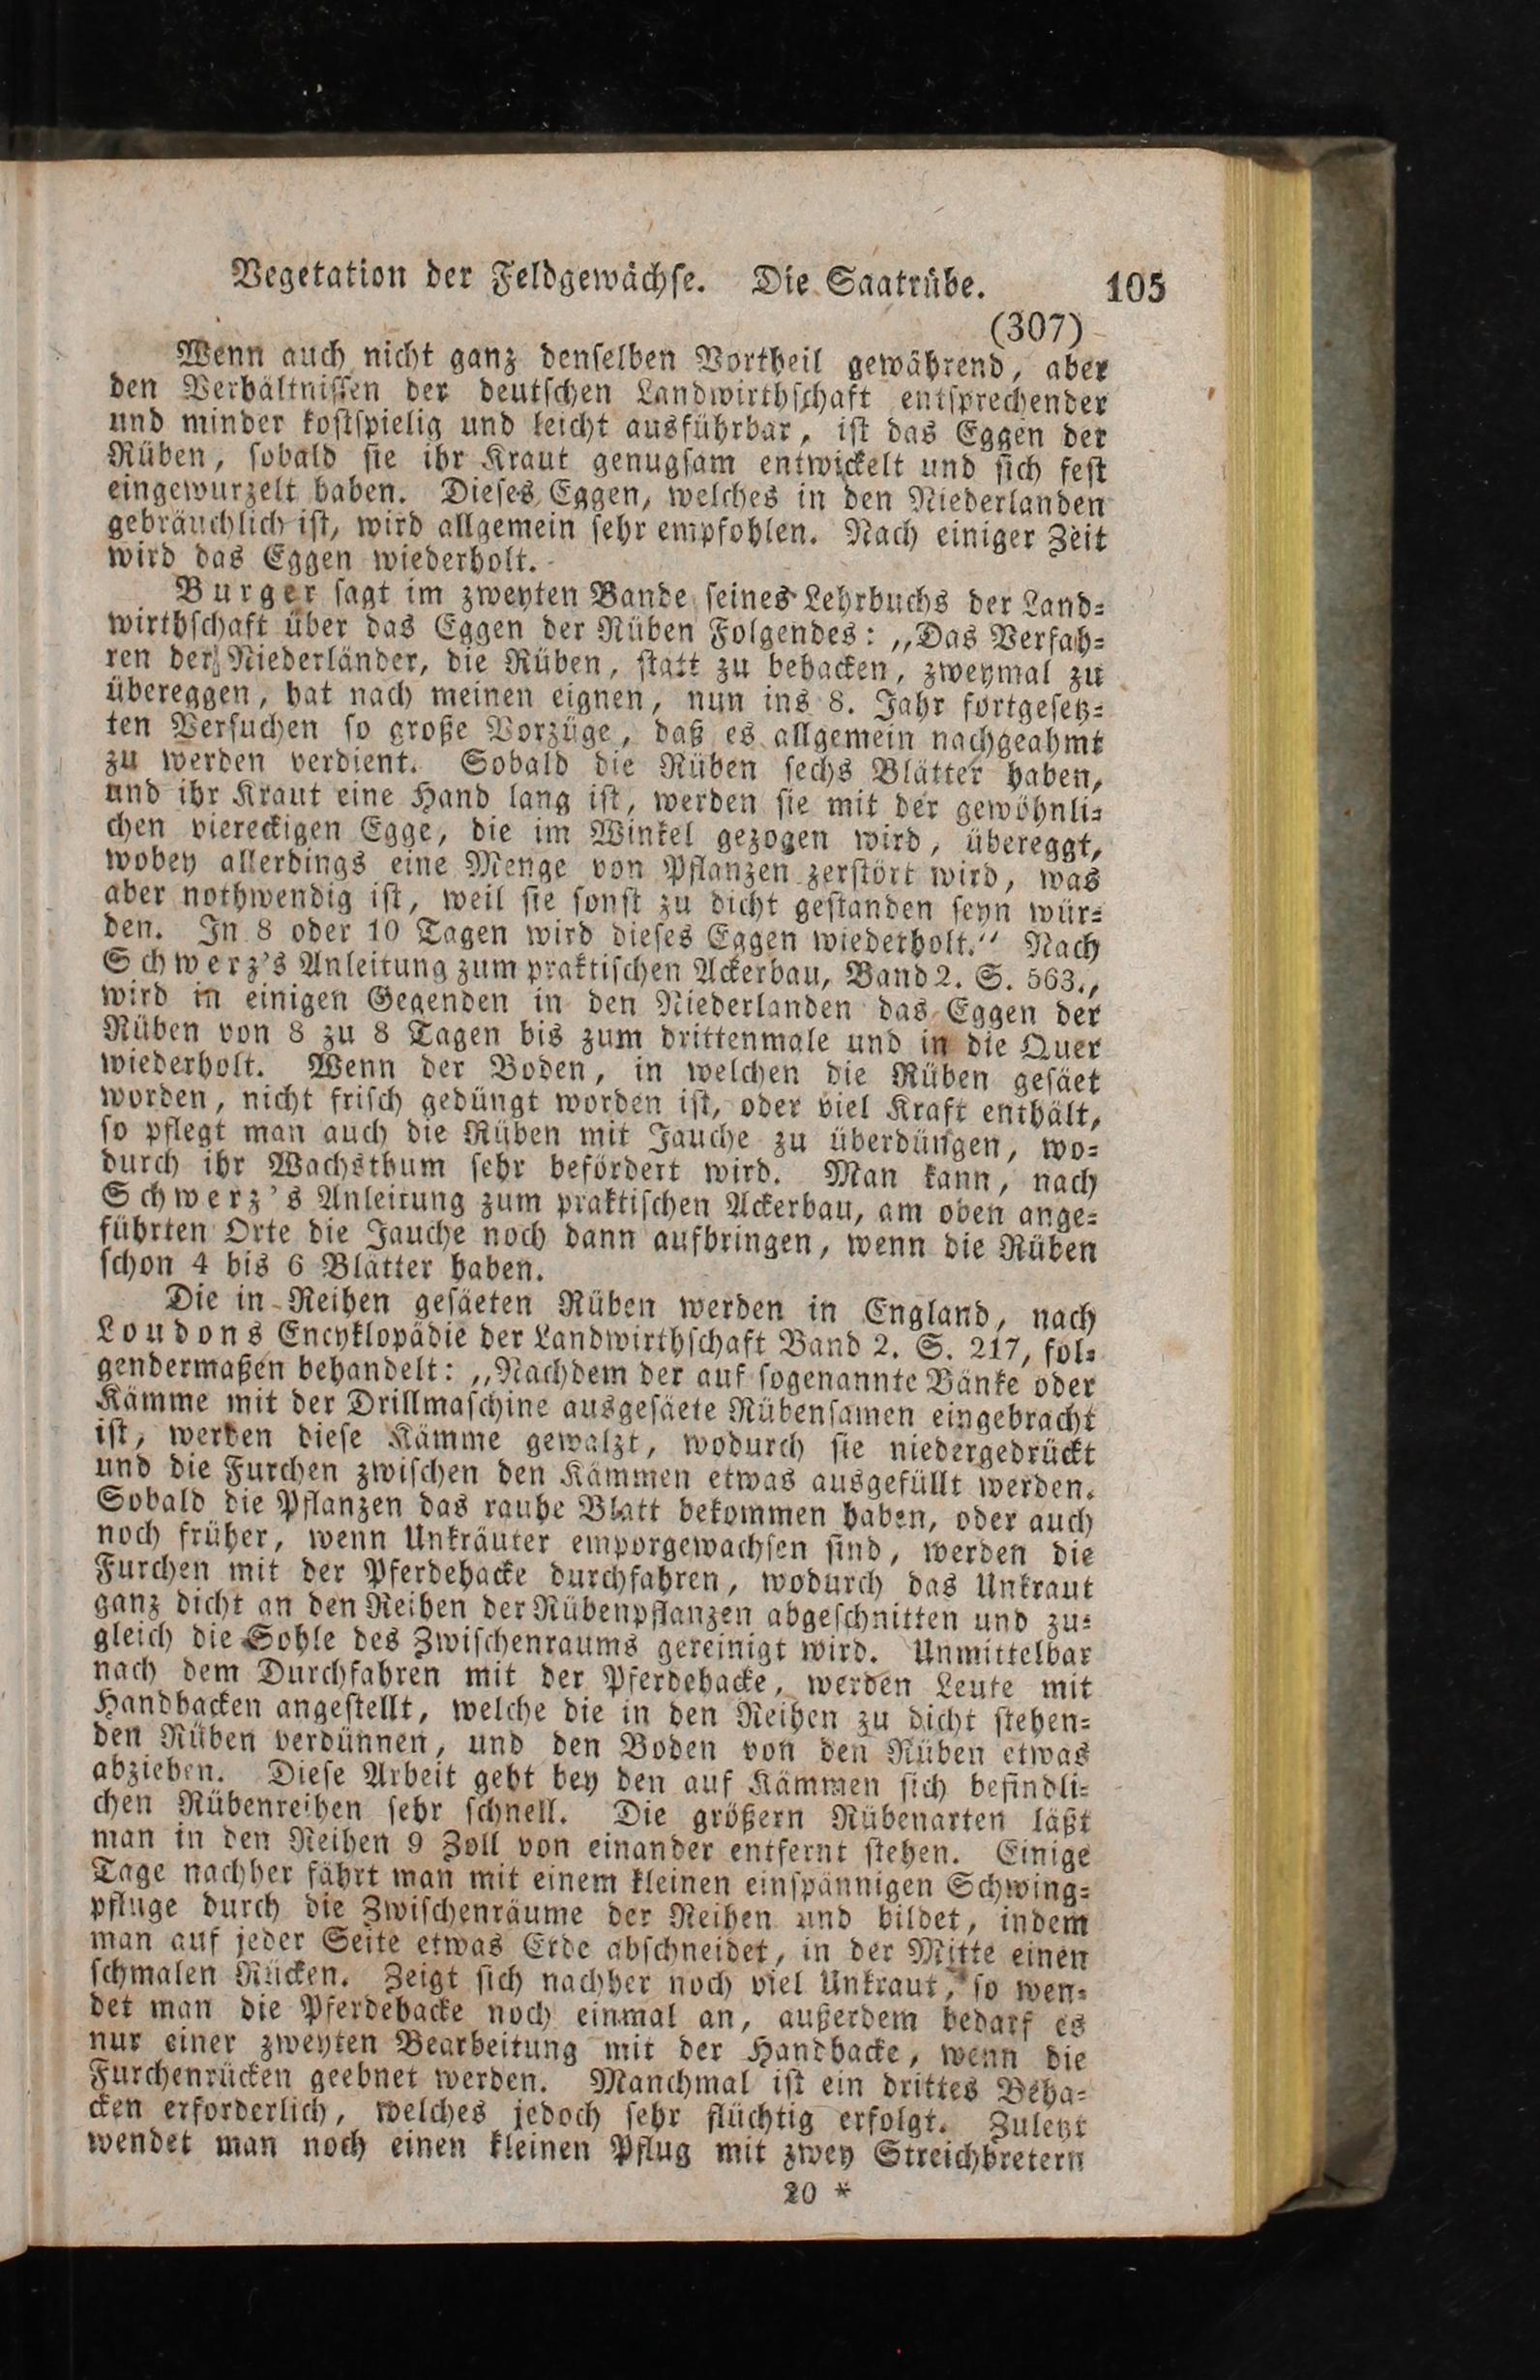 Vegetation der Feldgewächse. Die Saatrübe. 105
(307)
Wenn auch nicht ganz denselben Vortheil gewährend, aber
den Verhältnissen der deutschen Landwirthschaft entsprechender
und minder kostspielig und leicht ausführbar, ist das Eggen der
Rüben, sobald sie ihr Kraut genugsam entwickelt und sich fest
eingewurzelt haben. Dieses Eggen, welches in den Niederlanden
gebräuchlich ist, wird allgemein sehr empfohlen. Nach einiger Zeit
wird das Eggen wiederholt.
Burger sagt im zweyten Bande seines Lehrbuchs der Land=
wirthschaft über das Eggen der Rüben Folgendes: „Das Verfah=
ren der Niederländer, die Rüben, statt zu behacken, zweymal zu
übereggen, hat nach meinen eignen, nun ins 8. Jahr fortgesetz=
ten Versuchen so große Vorzüge, daß es allgemein nachgeahmt
zu werden verdient. Sobald die Rüben sechs Blätter haben,
und ihr Kraut eine Hand lang ist, werden sie mit der gewöhnli=
chen viereckigen Egge, die im Winkel gezogen wird, übereggt,
wobey allerdings eine Menge von Pflanzen zerstört wird, was
aber nothwendig ist, weil sie sonst zu dicht gestanden seyn wür=
den. In 8 oder 10 Tagen wird dieses Eggen wiederholt.“ Nach
Schwerz's Anleitung zum praktischen Ackerbau, Band 2. S. 563.,
wird in einigen Gegenden in den Niederlanden das Eggen der
Rüben von 8 zu 8 Tagen bis zum drittenmale und in die Quer
wiederholt. Wenn der Boden, in welchen die Rüben gesäet
worden, nicht frisch gedüngt worden ist, oder viel Kraft enthält,
so pflegt man auch die Rüben mit Jauche zu überdüngen, wo=
durch ihr Wachsthum sehr befördert wird. Man kann, nach
Schwerz's Anleitung zum praktischen Ackerbau, am oben ange=
führten Orte die Jauche noch dann aufbringen, wenn die Rüben
schon 4 bis 6 Blätter haben.
Die in Reihen gesäeten Rüben werden in England, nach
Loudons Encyklopädie der Landwirthschaft Band 2. S. 217, fol=
gendermaßen behandelt: „Nachdem der auf sogenannte Bänke oder
Kämme mit der Drillmaschine ausgesäete Rübensamen eingebracht
ist, werden diese Kämme gewalzt, wodurch sie niedergedrückt
und die Furchen zwischen den Kämmen etwas ausgefüllt werden.
Sobald die Pflanzen das rauhe Blatt bekommen haben, oder auch
noch früher, wenn Unkräuter emporgewachsen sind, werden die
Furchen mit der Pferdehacke durchfahren, wodurch das Unkraut
ganz dicht an den Reihen der Rübenpflanzen abgeschnitten und zu=
gleich die Sohle des Zwischenraums gereinigt wird. Unmittelbar
nach dem Durchfahren mit der Pferdehacke, werden Leute mit
Handhacken angestellt, welche die in den Reihen zu dicht stehen=
den Rüben verdünnen, und den Boden von den Rüben etwas
abziehen. Diese Arbeit geht bey den auf Kämmen sich befindli=
chen Rübenreihen sehr schnell. Die größern Rübenarten läßt
man in den Reihen 9 Zoll von einander entfernt stehen. Einige
Tage nachher fährt man mit einem kleinen einspännigen Schwing=
pfluge durch die Zwischenräume der Reihen und bildet, indem
man auf jeder Seite etwas Erde abschneidet, in der Mitte einen
schmalen Rücken. Zeigt sich nachher noch viel Unkraut, so wen=
det man die Pferdehacke noch einmal an, außerdem bedarf es
nur einer zweyten Bearbeitung mit der Handhacke, wenn die
Furchenrücken geebnet werden. Manchmal ist ein drittes Beha=
cken erforderlich, welches jedoch sehr flüchtig erfolgt. Zuletzt
wendet man noch einen kleinen Pflug mit zwey Streichbretern
20 *